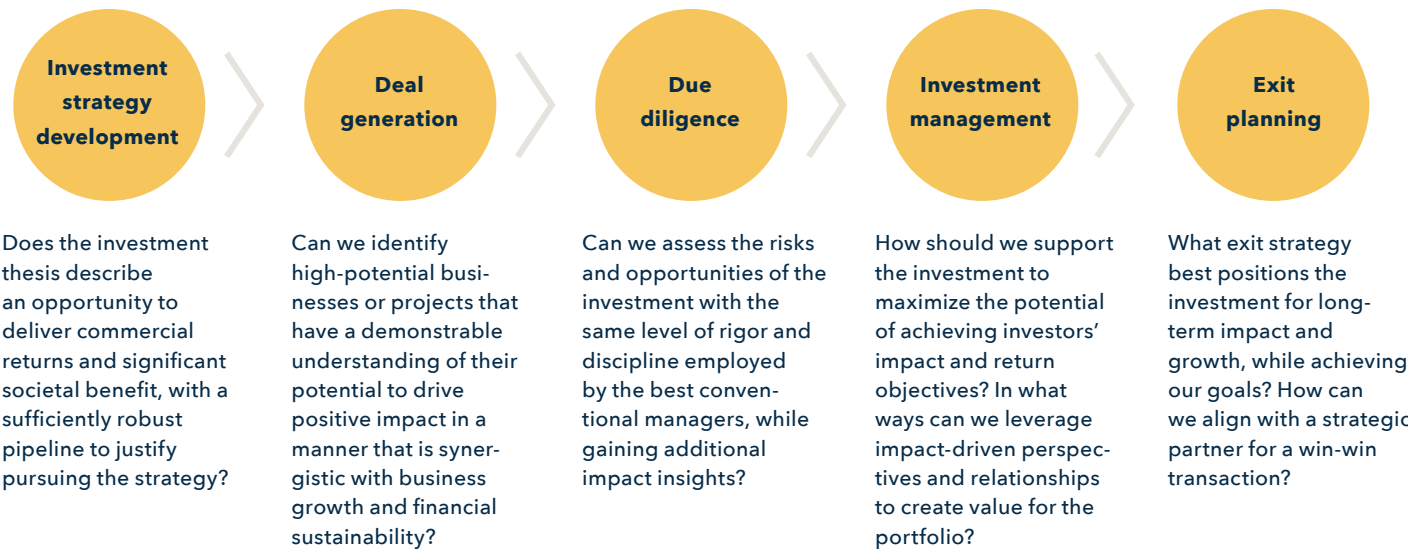 Investment
strategy
development
Deal
generation
Due
diligence
Investment
management
Exit
planning
Does the investment
thesis describe
an opportunity to
deliver commercial
returns and significant
societal benefit, with a
sufficiently robust
pipeline to justify
pursuing the strategy?
Can we identify
high-potential busi-
nesses or projects that
have a demonstrable
understanding of their
potential to drive
positive impact in a
manner that is syner-
gistic with business
growth and financial
sustainability?
Can we assess the risks
and opportunities of the
investment with the
same level of rigor and
discipline employed
by the best conven-
tional managers, while
gaining additional
impact insights?
How should we support
the investment to
maximize the potential
of achieving investors’
impact and return
objectives? In what
ways can we leverage
impact-driven perspec-
tives and relationships
to create value for the
portfolio?
What exit strategy
best positions the
investment for long-
term impact and
growth, while achieving
our goals? How can
we align with a strategic
partner for a win-win
transaction?